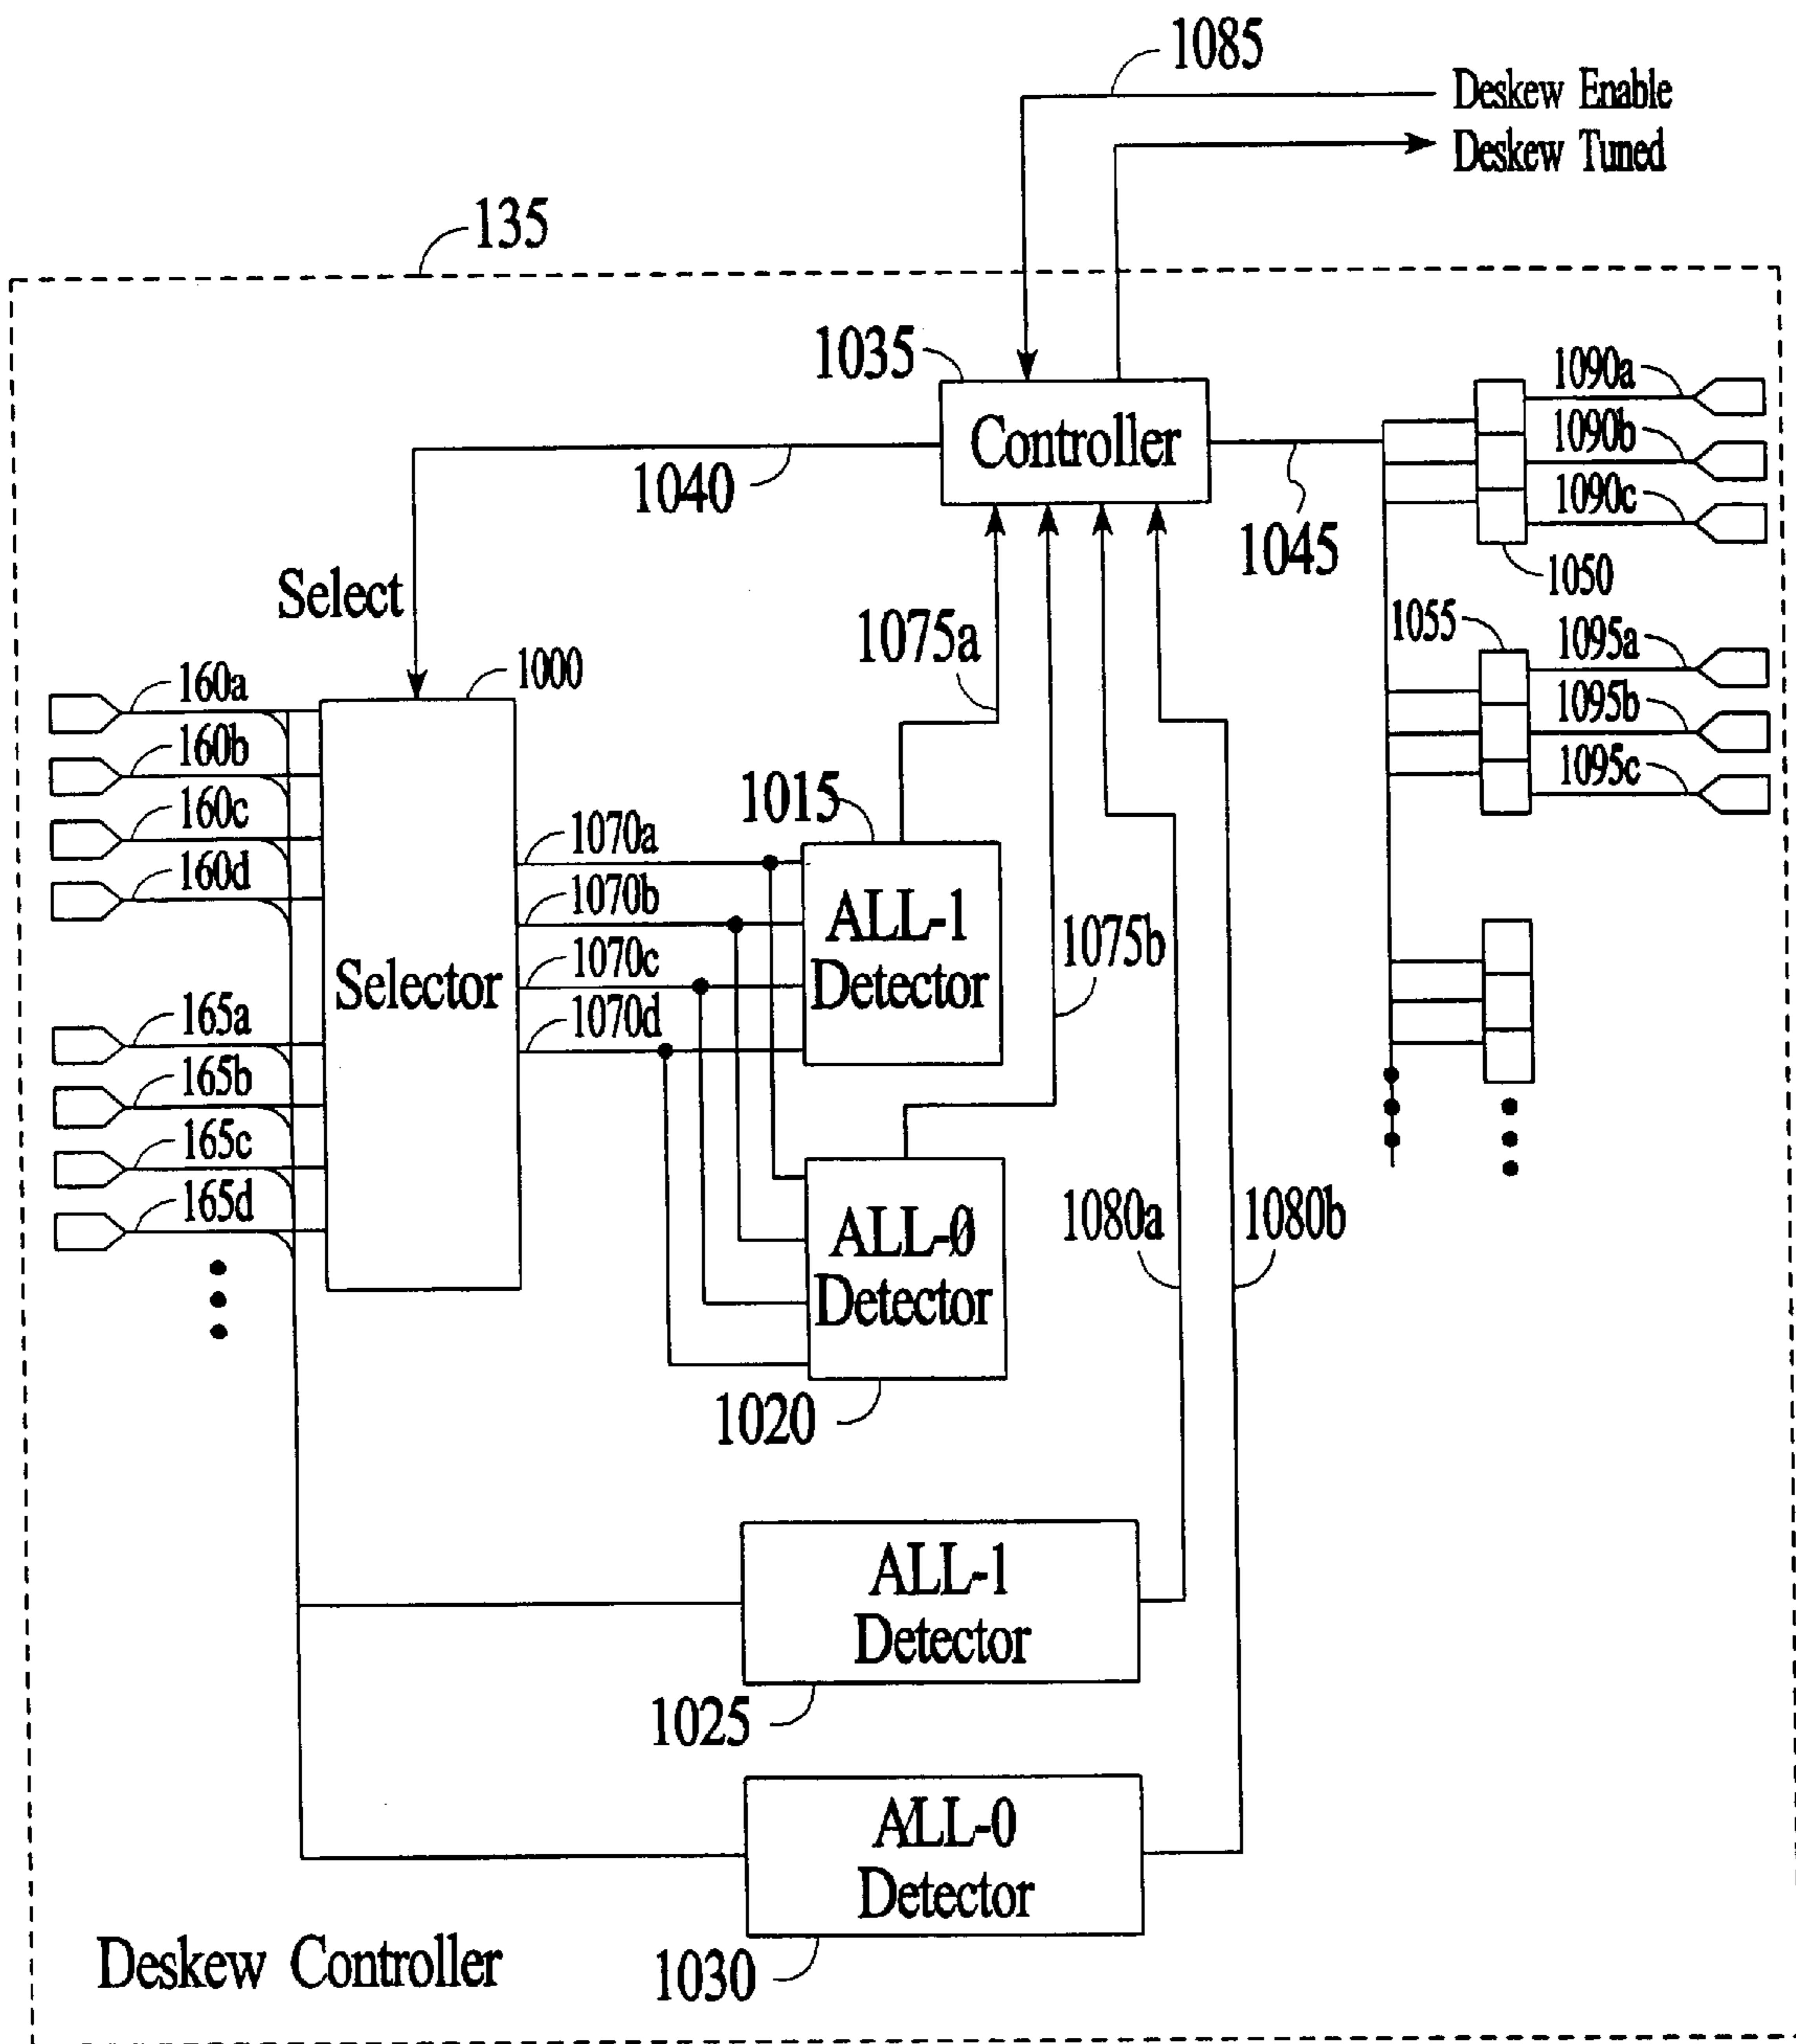 1085
Deskew Enable
Deskew Tuned
135
1035
Controller
1040
1045
1090a
1090b
1090c
1050
Select
1075a
1055
1095a
1095b
1095c
160a
160b
160c
160d
1000
Selector
1070a
1070b
1070c
1070d
1015
ALL-1
Detector
1075b
165a
165b
165c
165d
ALL-0
Detector
1020
1080a
1080b
ALL-1
Detector
1025
ALL-0
Detector
1030
Deskew Controller